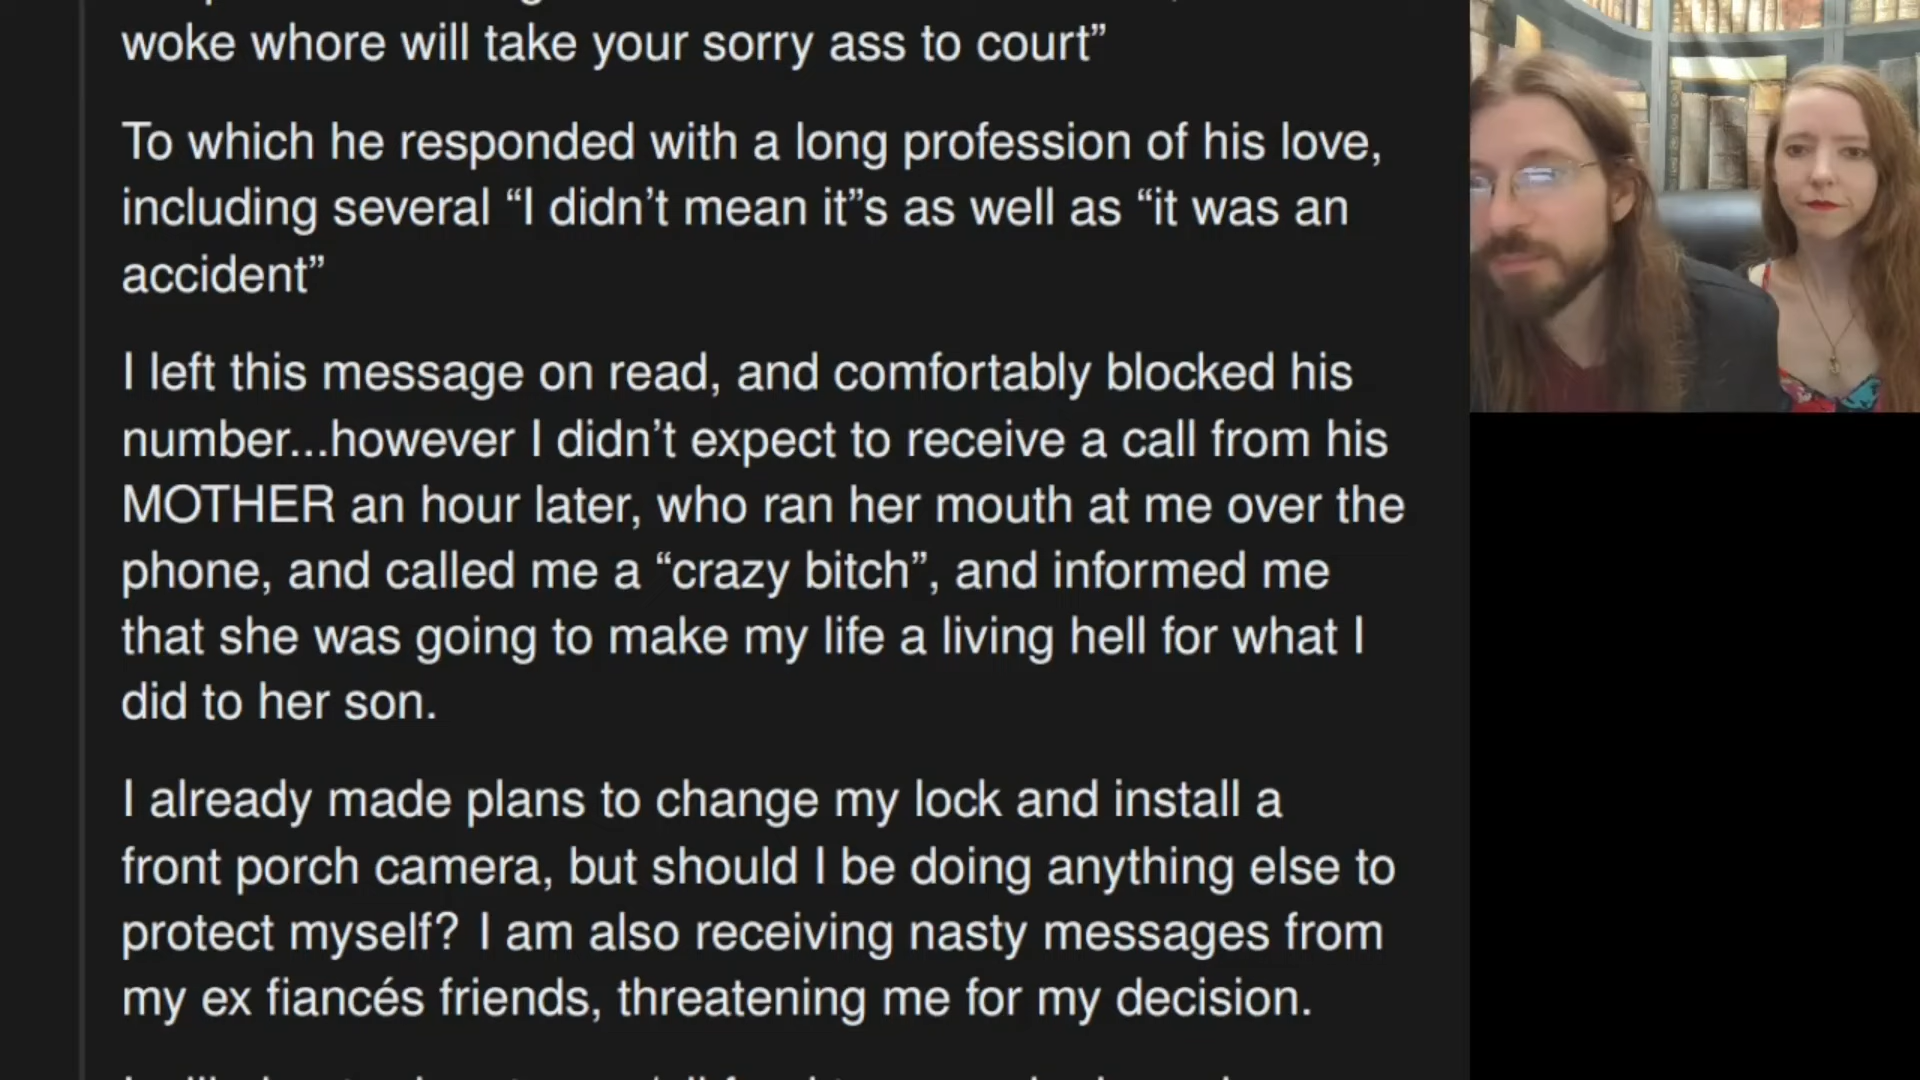 woke whore will take your sorry ass to court”
To which he responded with a long profession of his love,
including several “I didn’t mean it”s as well as “it was an
accident”
I left this message on read, and comfortably blocked his
number...however I didn’t expect to receive a call from his
MOTHER an hour later, who ran her mouth at me over the
phone, and called me a “crazy bitch”, and informed me
that she was going to make my life a living hell for what I
did to her son.
I already made plans to change my lock and install a
front porch camera, but should I be doing anything else to
protect myself? I am also receiving nasty messages from
my ex fiancés friends, threatening me for my decision.